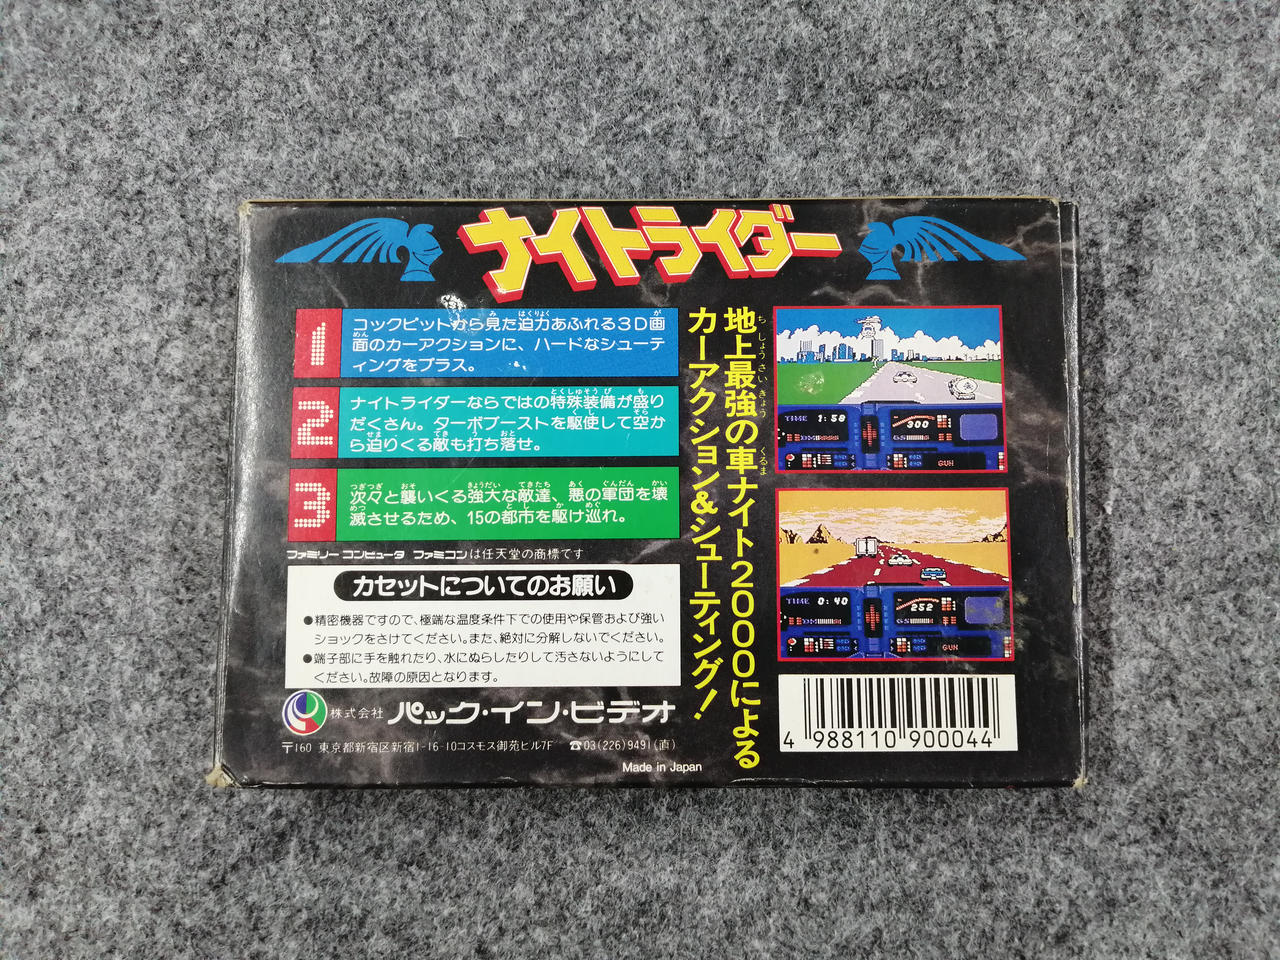 ナイトライダー
1
コックピットから見た迫力あふれる3D画
面のカーアクションに、ハードなシューテ
ィングをプラス。
2
ナイトライダーならではの特殊装備が盛り
だくさん。ターボブーストを駆使して空か
ら迫りくる敵も打ち落せ。
3
次々と襲いくる強大な敵達、悪の軍団を壊
滅させるため、15の都市を駆け巡れ。
ファミリーコンピュータ ファミコンは任天堂の商標です
カセットについてのお願い
●精密機器ですので、極端な温度条件下での使用や保管および強い
ショックをさけてください。また、絶対に分解しないでください。
●端子部に手を触れたり、水にぬらしたりして汚さないようにして
ください。故障の原因となります。
株式会社 パック・イン・ビデオ
〒160 東京都新宿区新宿1-16-10コスモス御苑ビル7F ☎03(226)9491(直)
Made in Japan
地上最強の車ナイト2000による
カーアクション&シューティング!
TIME 1:58
300
GUN
TIME 0:40
252
GUN
4 988110 900044